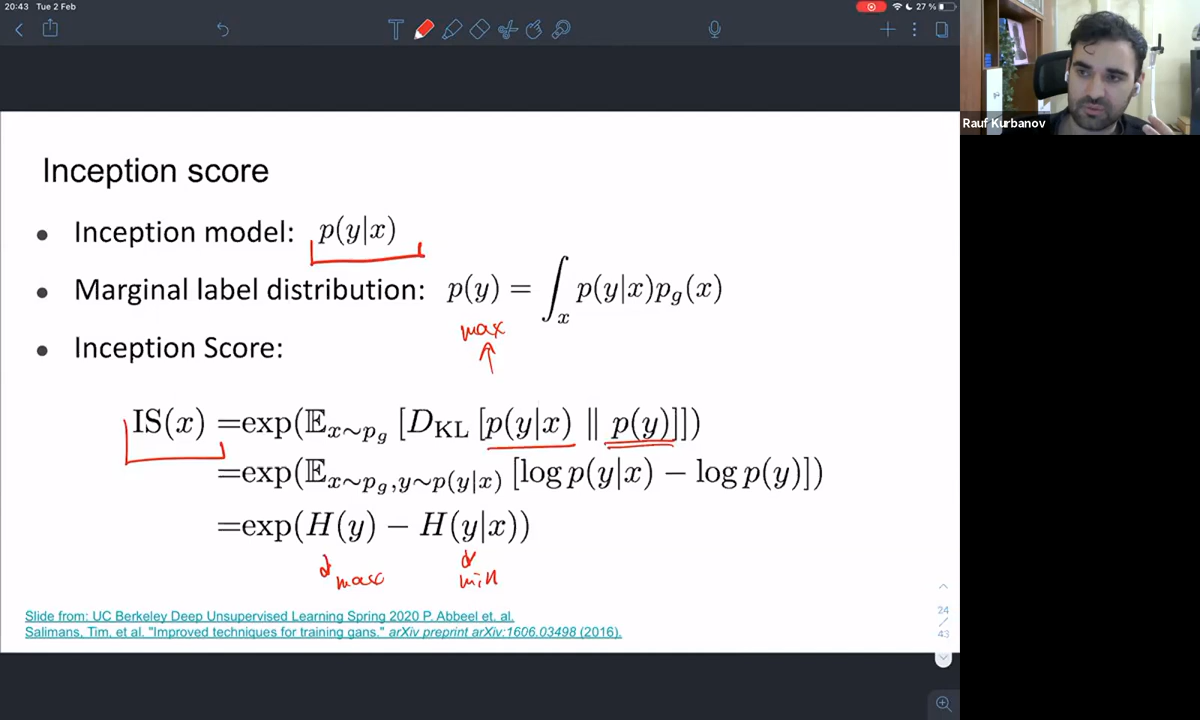 20:43 Tue 2 Feb
27 %
Rauf Kurbanov
Inception score
● Inception model: p(y|x)
● Marginal label distribution: p(y) = ∫ₓ p(y|x)p_g(x)
max
● Inception Score:
IS(x) =exp(𝔼_{x∼p_g} [D_KL [p(y|x) ∥ p(y)]])
=exp(𝔼_{x∼p_g,y∼p(y|x)} [log p(y|x) − log p(y)])
=exp(H(y) − H(y|x))
max min
Slide from: UC Berkeley Deep Unsupervised Learning Spring 2020 P. Abbeel et. al.
Salimans, Tim, et al. "Improved techniques for training gans." arXiv preprint arXiv:1606.03498 (2016).
24
/
43